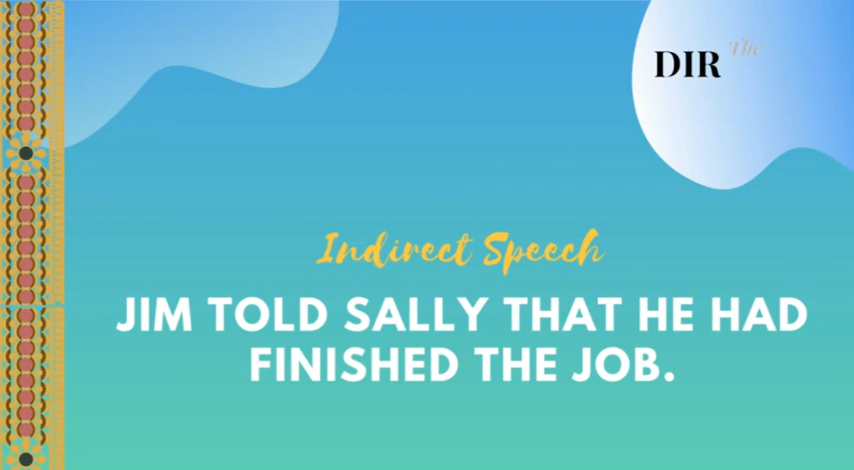 The
DIR
Indirect Speech
JIM TOLD SALLY THAT HE HAD
FINISHED THE JOB.